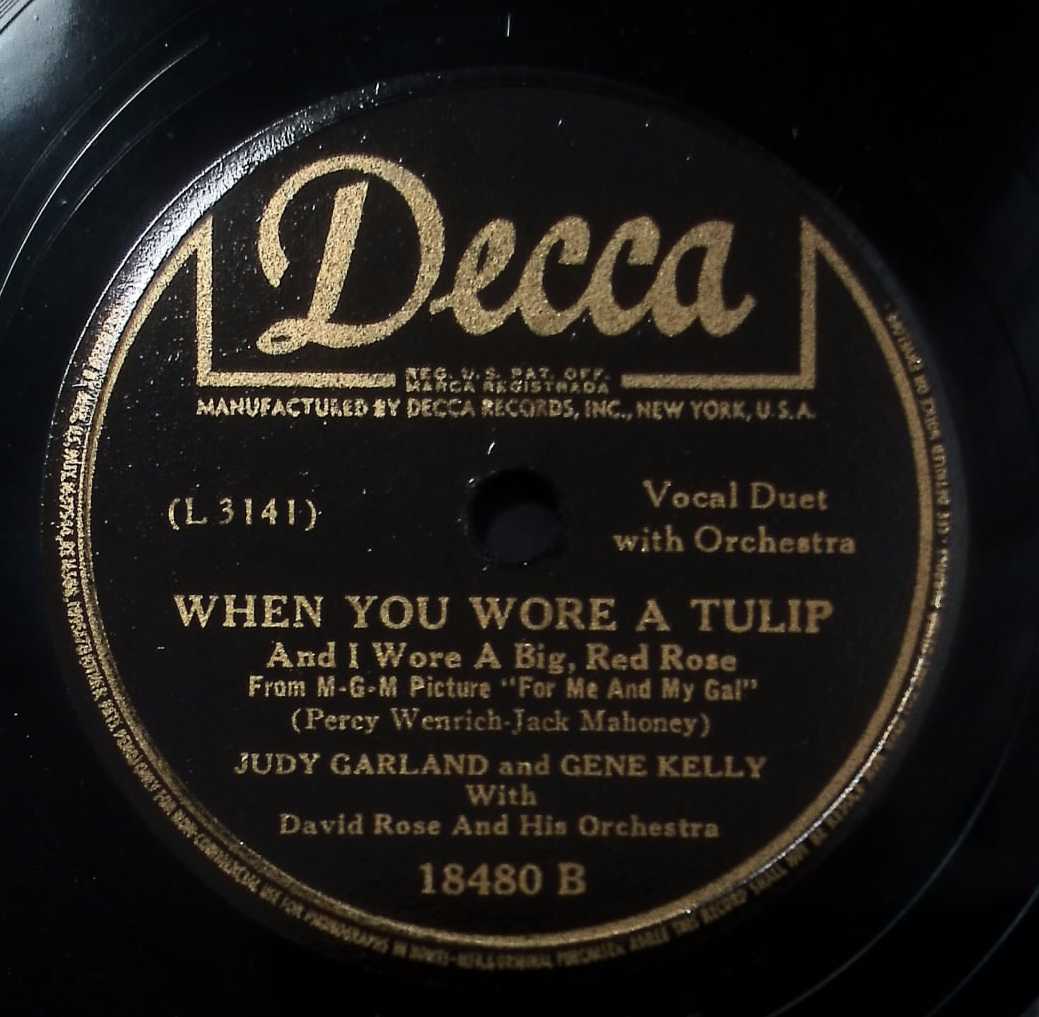 Decca
REG. U.S. PAT. OFF.
MARCA REGISTRADA
MANUFACTURED BY DECCA RECORDS, INC., NEW YORK, U.S.A.
(L 3141)
Vocal Duet
with Orchestra
WHEN YOU WORE A TULIP
And I Wore A Big, Red Rose
From M-G-M Picture "For Me And My Gal"
(Percy Wenrich-Jack Mahoney)
JUDY GARLAND and GENE KELLY
With
David Rose And His Orchestra
18480 B